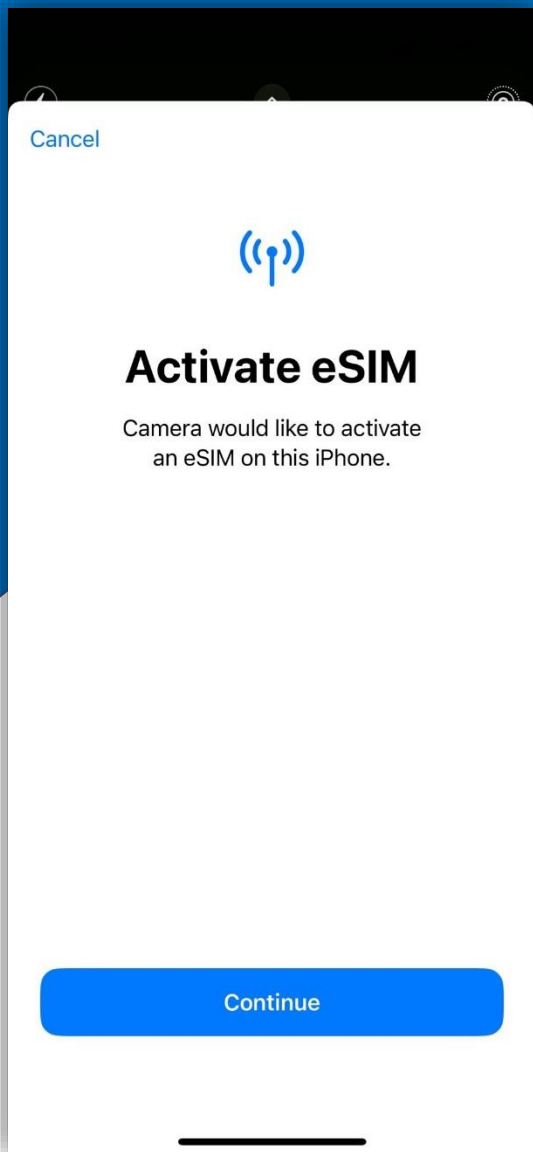 Cancel
Activate eSIM
Camera would like to activate
an eSIM on this iPhone.
Continue